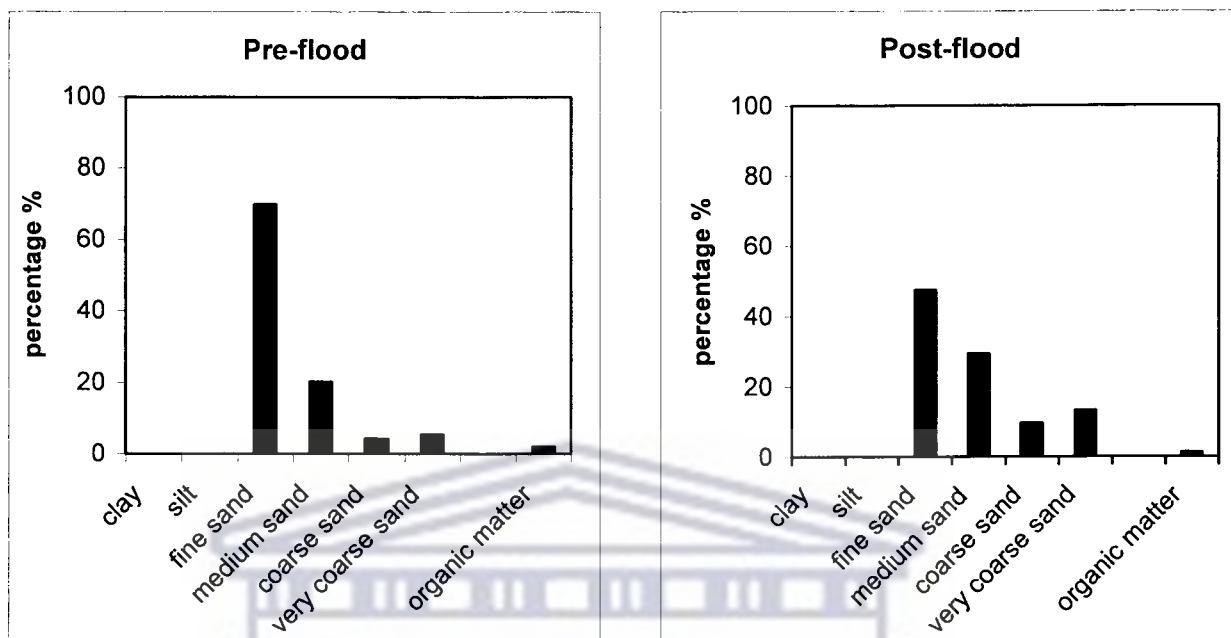 Pre-flood
100
80
60
40
20
0
percentage %
clay
silt
fine sand
medium sand
coarse sand
very coarse sand
organic matter
Post-flood
100
80
60
40
20
0
percentage %
clay
silt
fine sand
medium sand
coarse sand
very coarse sand
organic matter